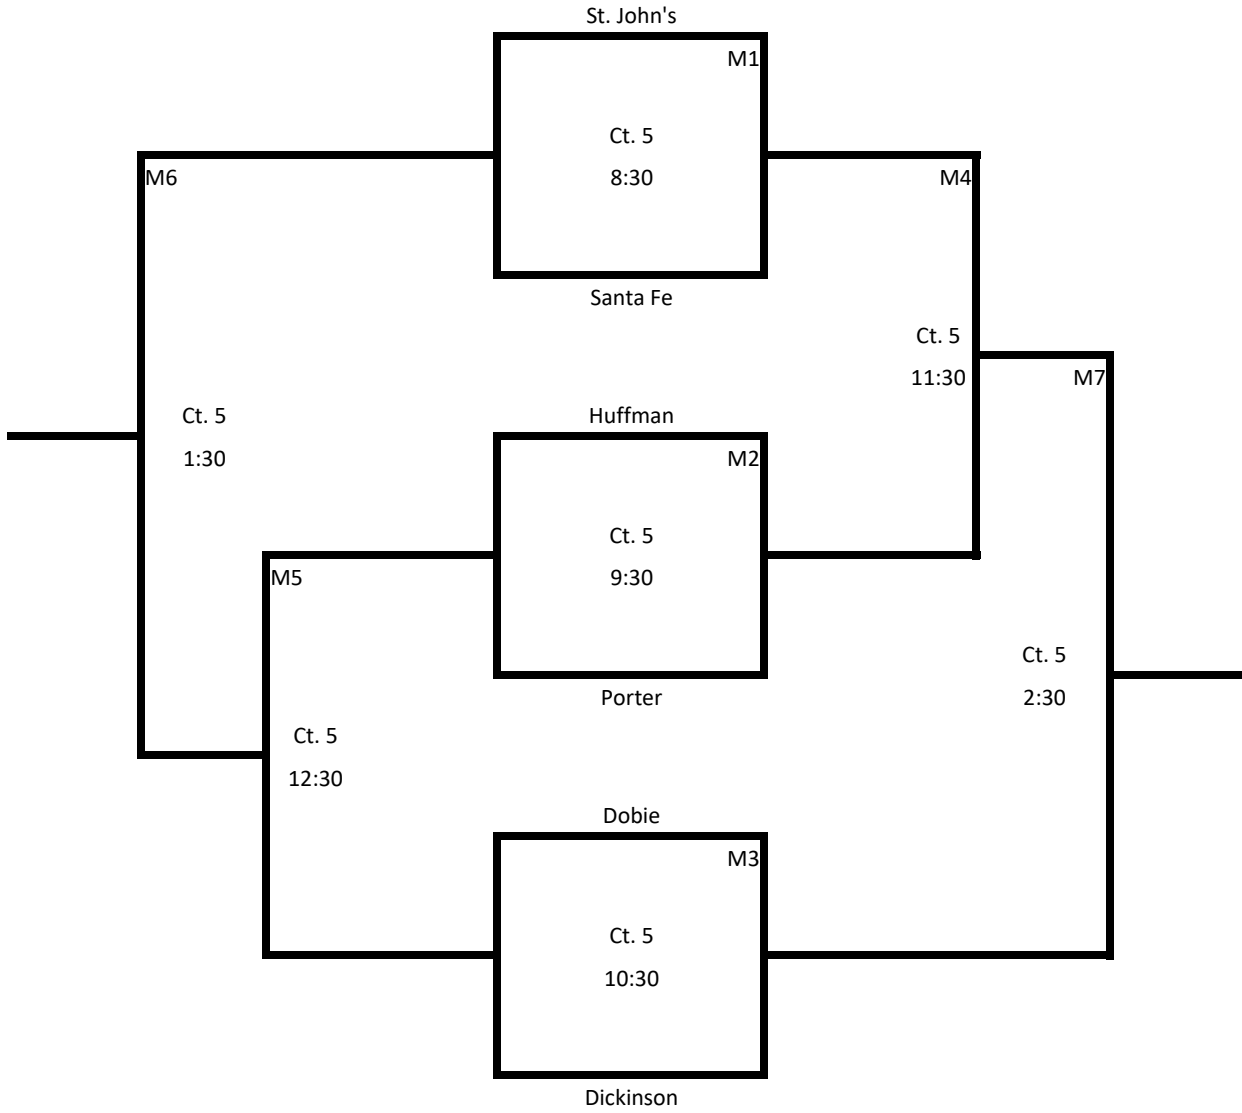 St. John's
M1
Ct. 5
8:30
M6
M4
Santa Fe
Ct. 5
11:30
M7
Ct. 5
1:30
Huffman
M2
Ct. 5
9:30
M5
Ct. 5
2:30
Porter
Ct. 5
12:30
Dobie
M3
Ct. 5
10:30
Dickinson